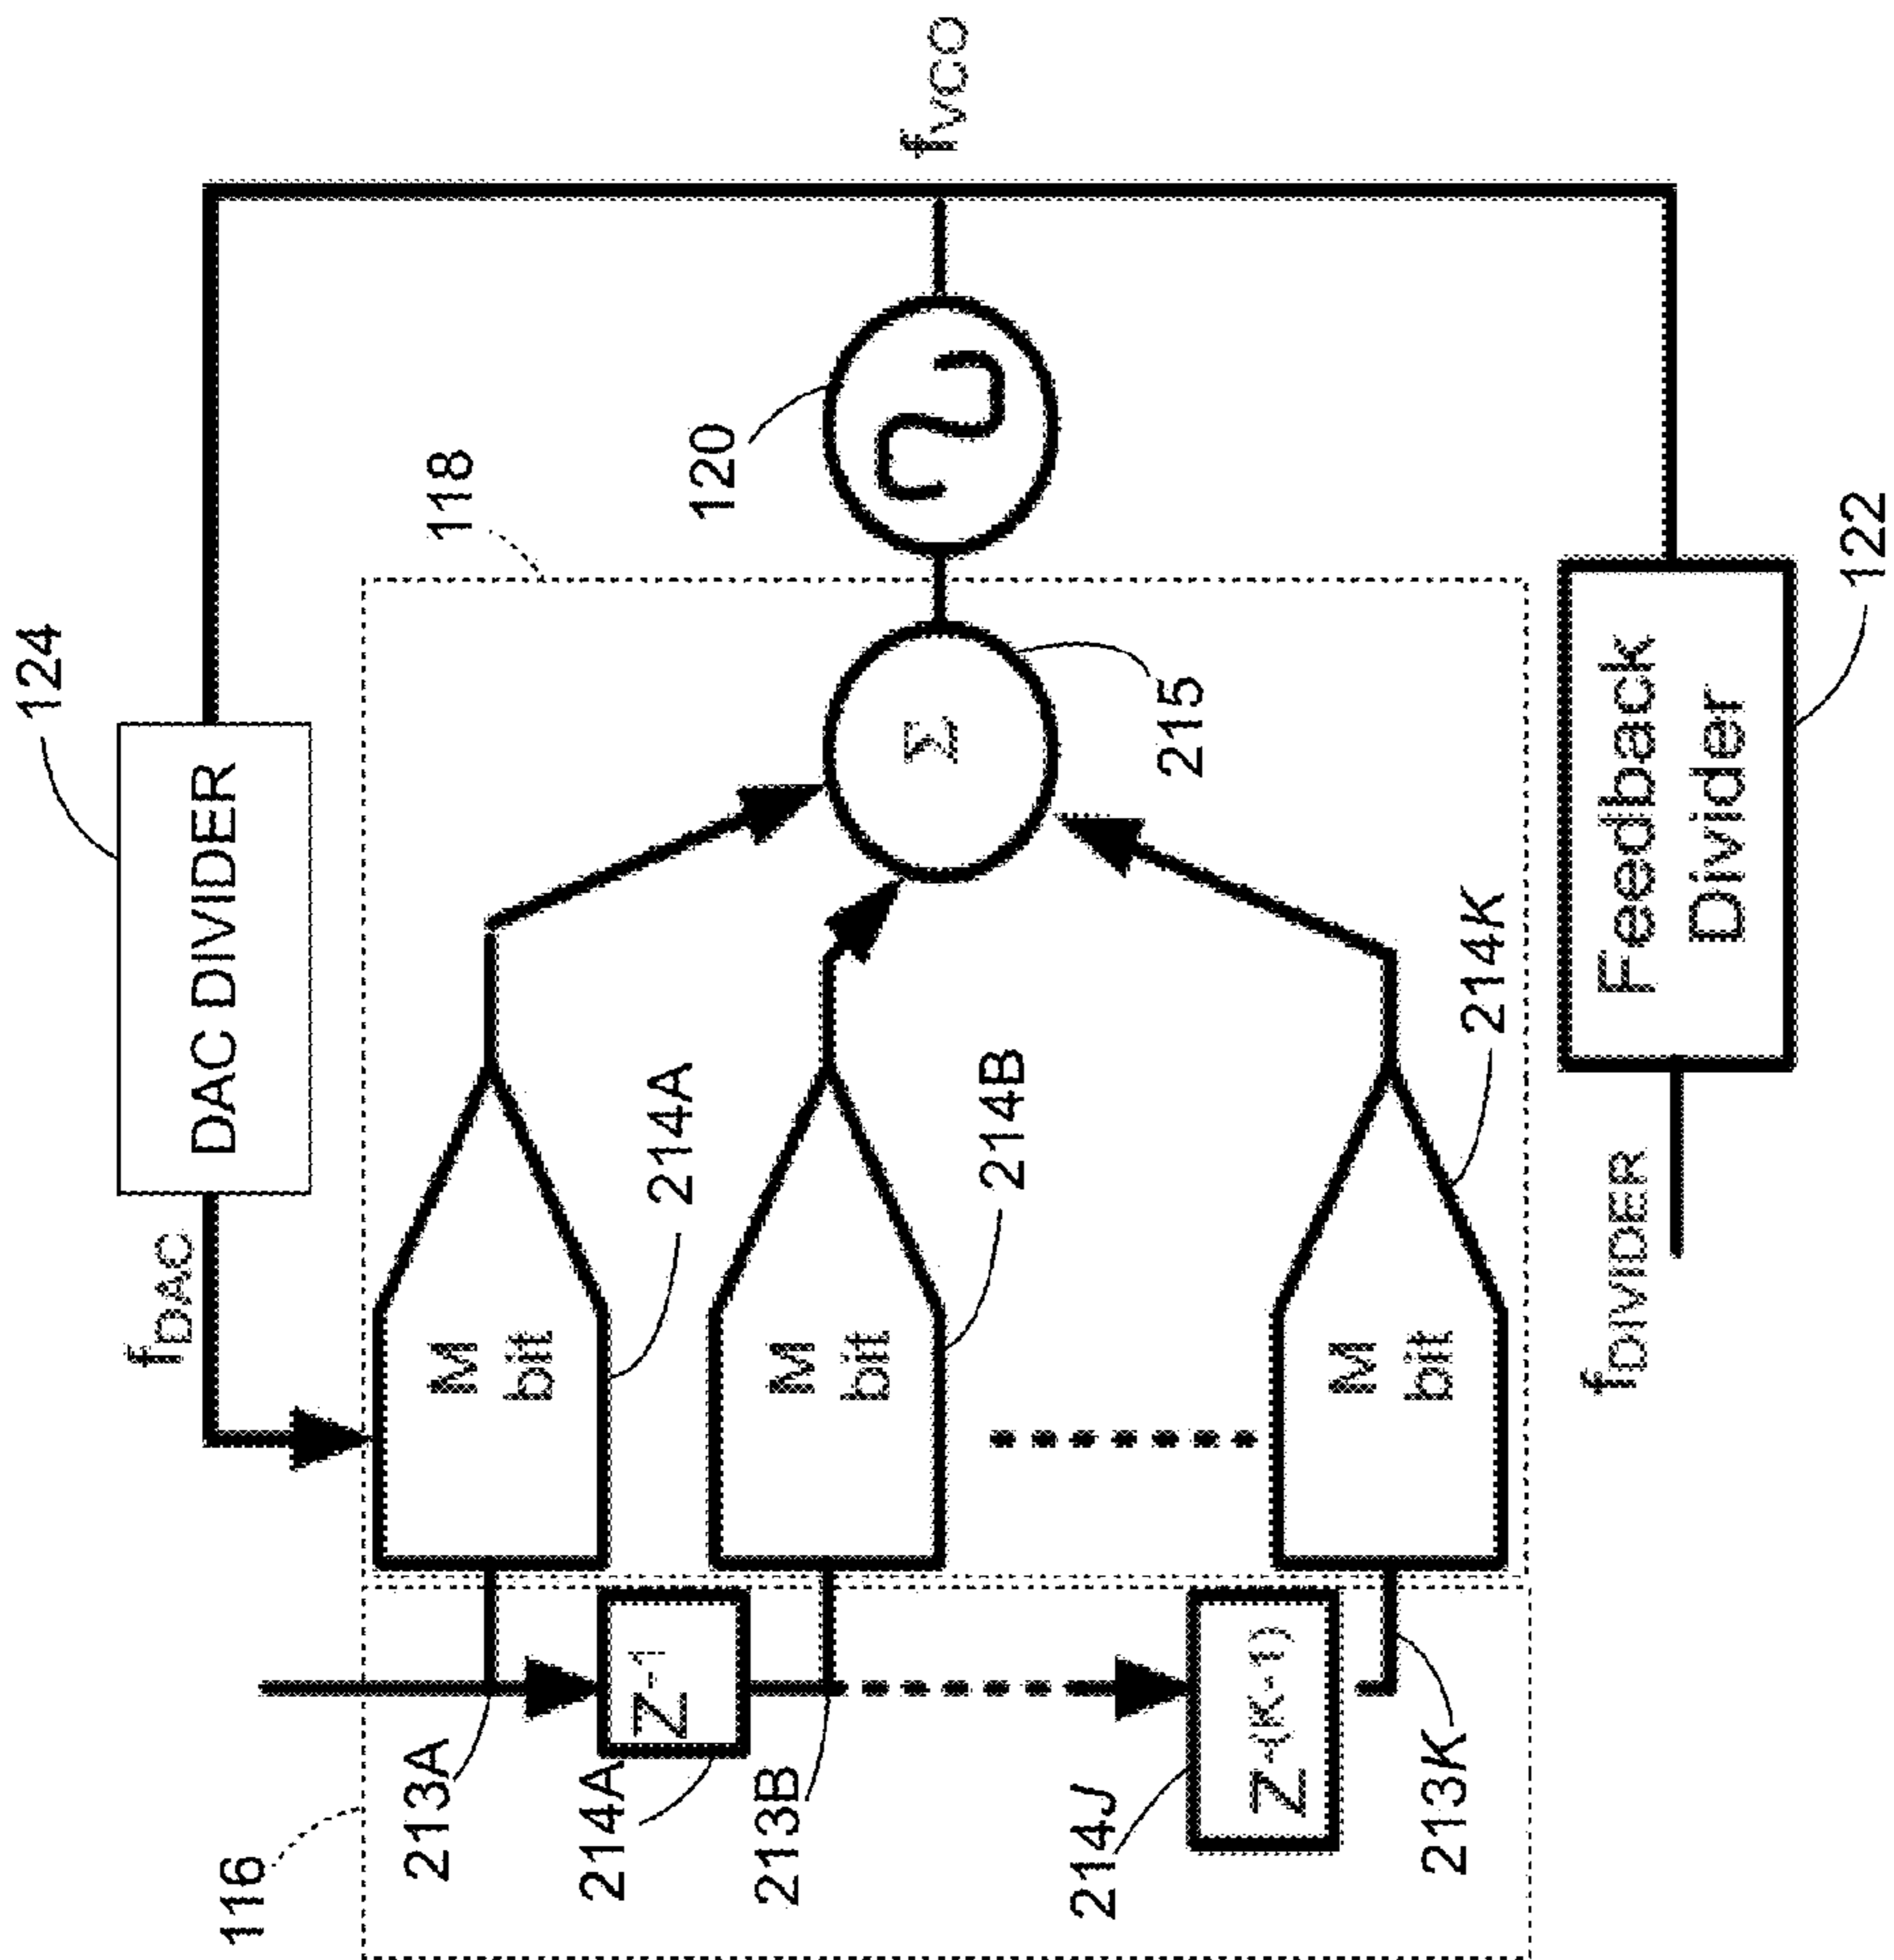 124
DAC DIVIDER
fDAC
fVCO
118
120
M
bit
214A
M
bit
214B
M
bit
214K
Σ
215
116
213A
Z-1
214A
213B
214J
Z-(K-1)
213K
Feedback
Divider
122
fDIVIDER